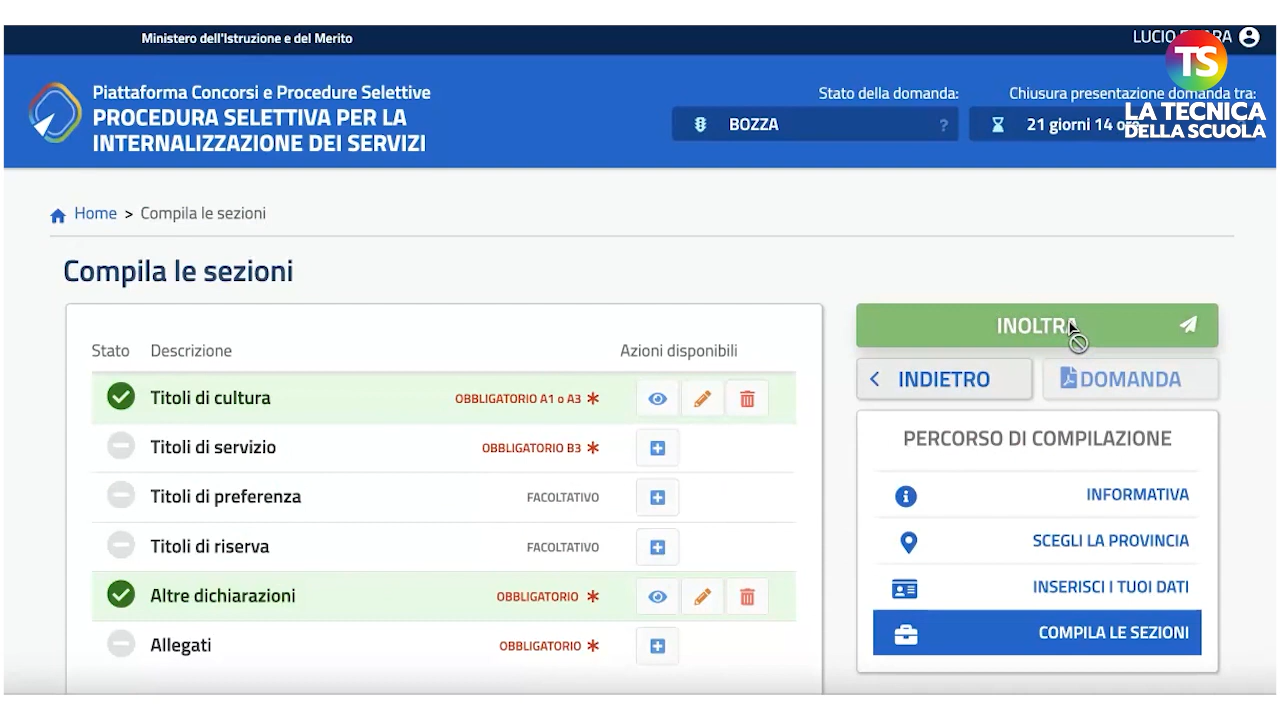 Ministero dell'Istruzione e del Merito
LUCIO
TS
LA TECNICA
DELLA SCUOLA
Piattaforma Concorsi e Procedure Selettive
PROCEDURA SELETTIVA PER LA
INTERNALIZZAZIONE DEI SERVIZI
Stato della domanda:
BOZZA ?
Chiusura presentazione domanda tra:
21 giorni 14 ore
Home > Compila le sezioni
Compila le sezioni
Stato Descrizione Azioni disponibili
Titoli di cultura OBBLIGATORIO A1 o A3 *
Titoli di servizio OBBLIGATORIO B3 *
Titoli di preferenza FACOLTATIVO
Titoli di riserva FACOLTATIVO
Altre dichiarazioni OBBLIGATORIO *
Allegati OBBLIGATORIO *
INOLTRA
INDIETRO
DOMANDA
PERCORSO DI COMPILAZIONE
INFORMATIVA
SCEGLI LA PROVINCIA
INSERISCI I TUOI DATI
COMPILA LE SEZIONI